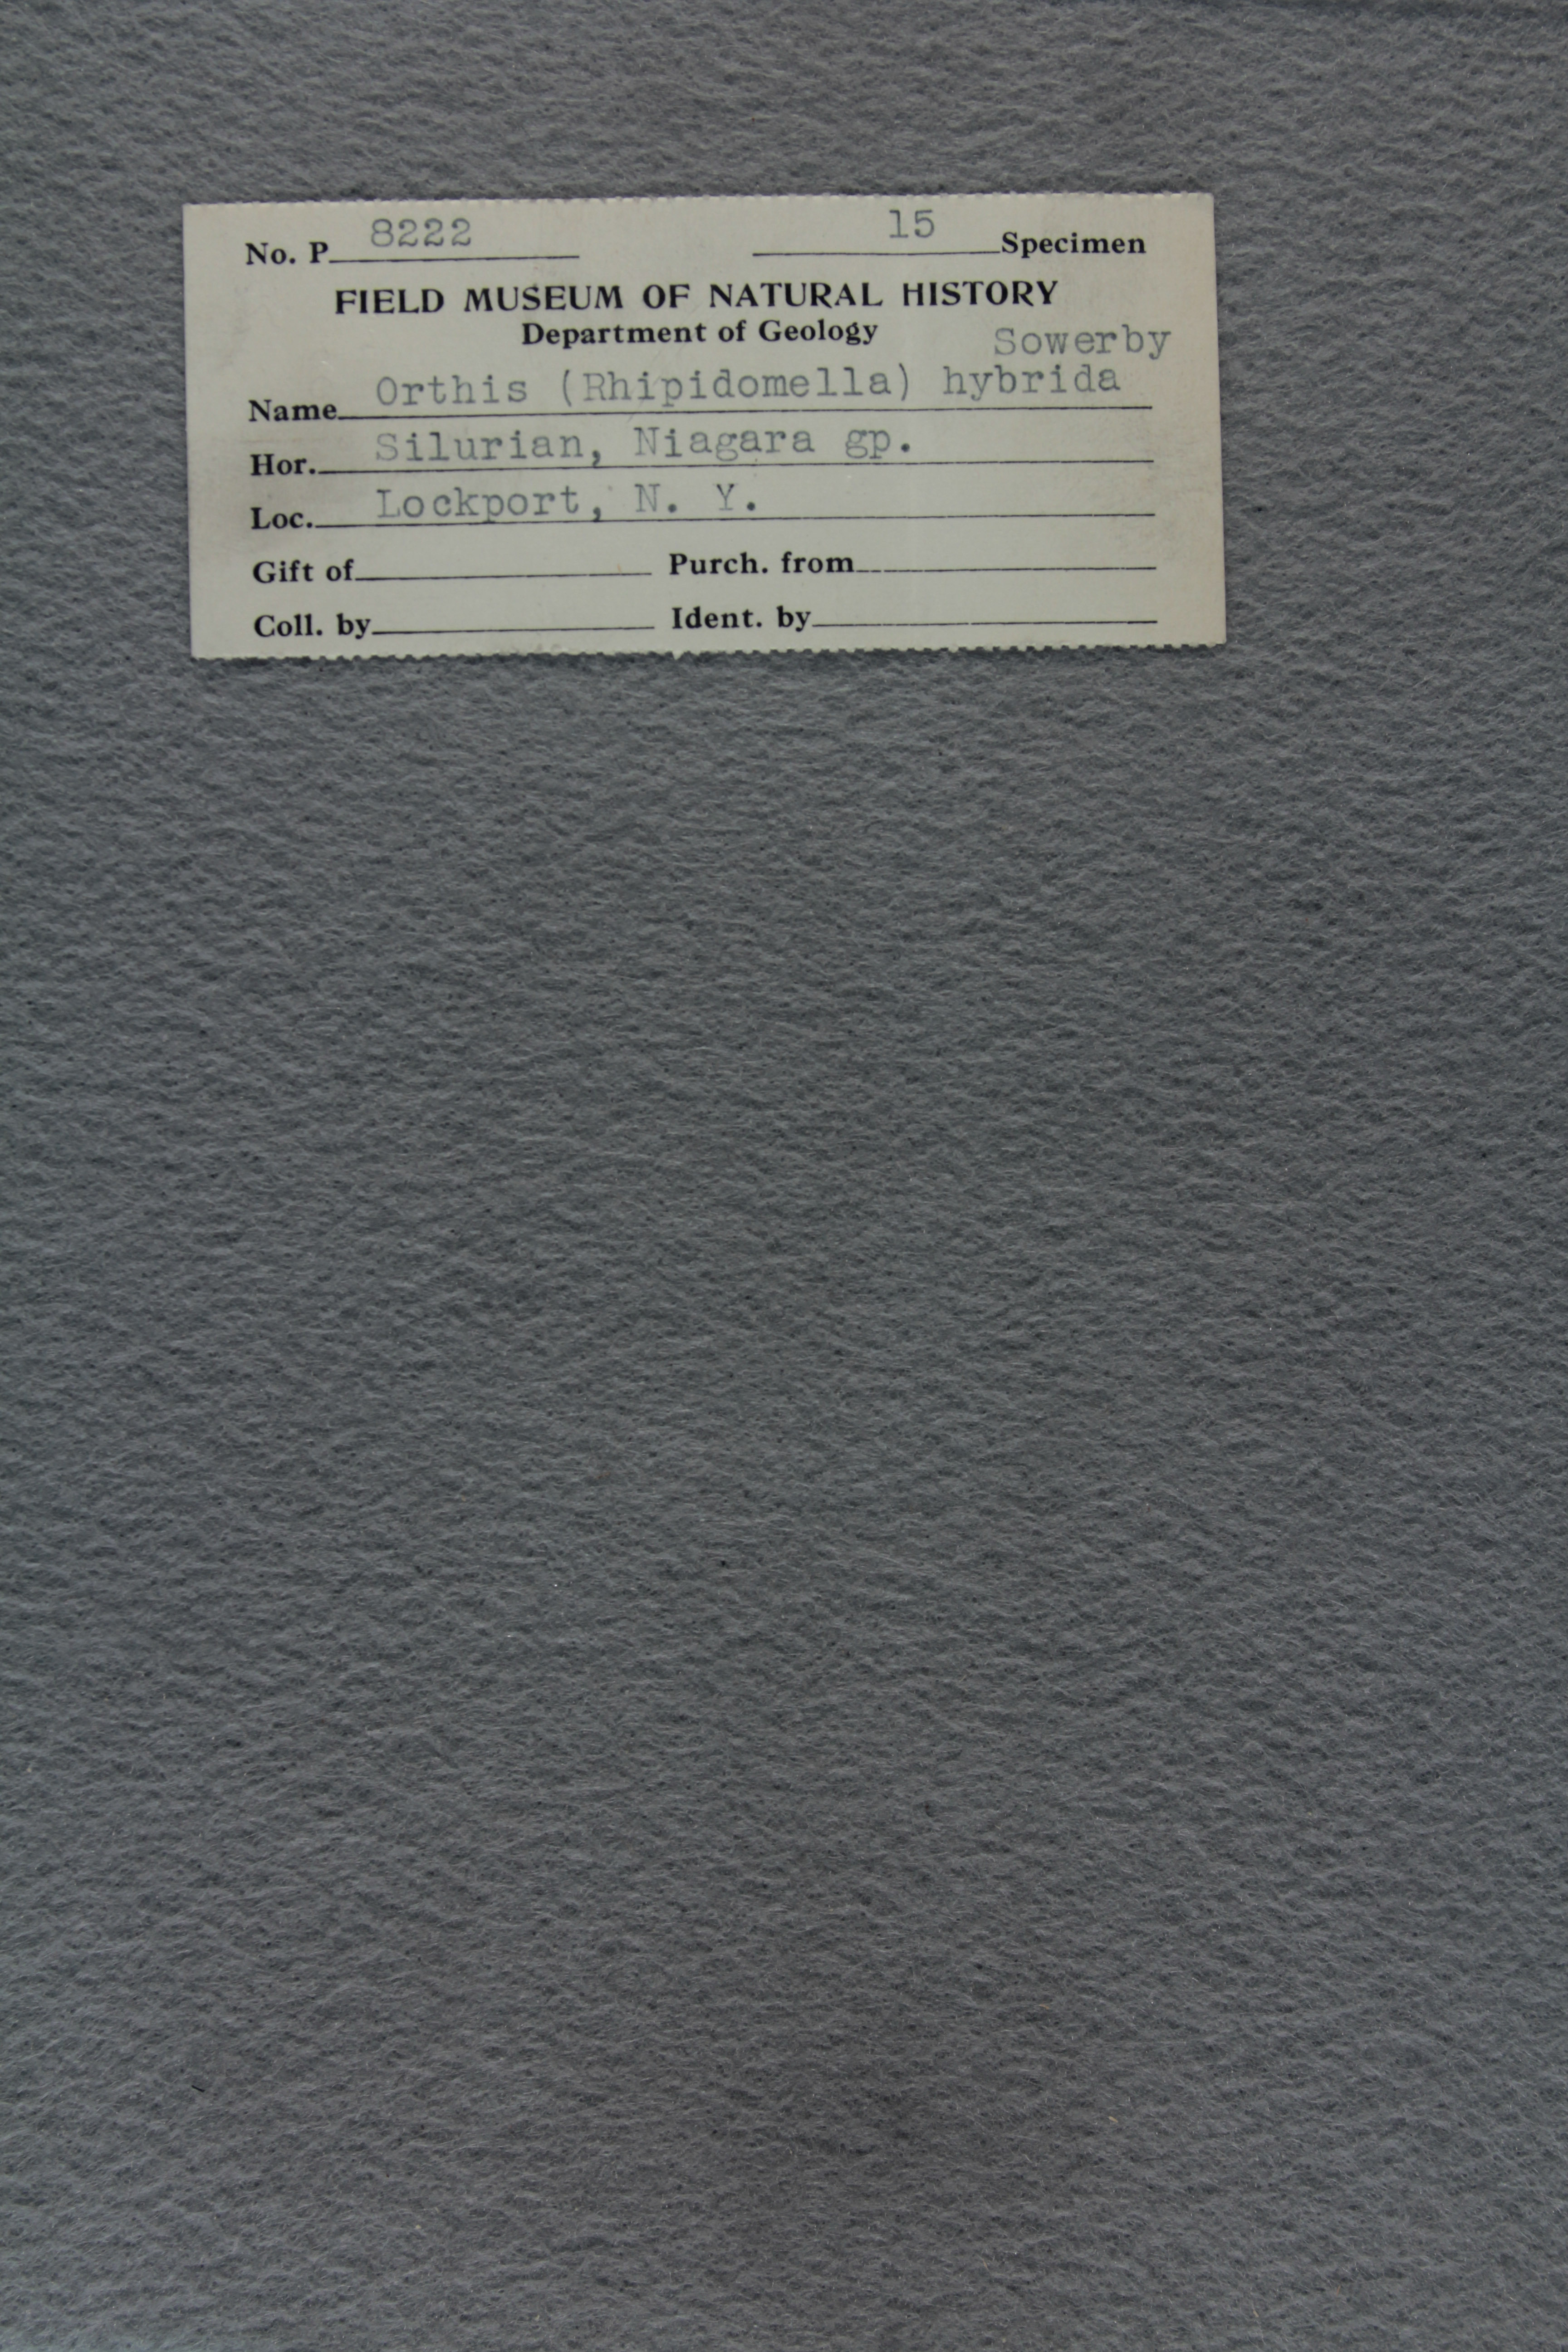 No. P 8222 15 Specimen
FIELD MUSEUM OF NATURAL HISTORY
Department of Geology
Sowerby
Name Orthis (Rhipidomella) hybrida
Hor. Silurian, Niagara gp.
Loc. Lockport, N. Y.
Gift of Purch. from
Coll. by Ident. by